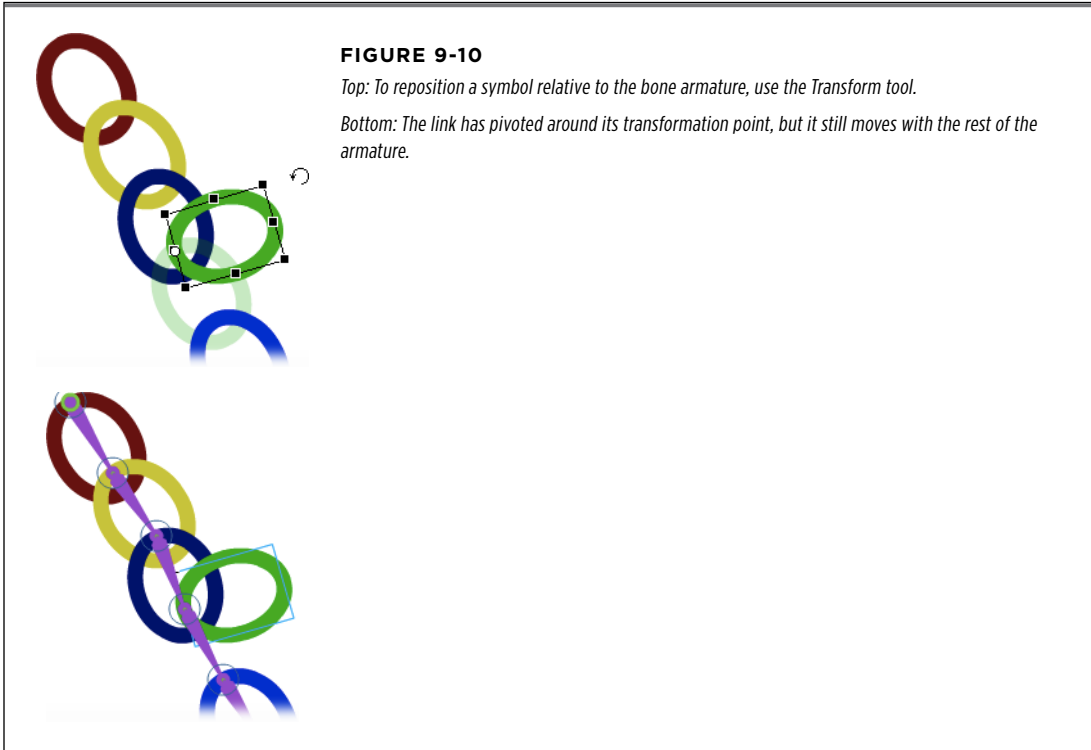 FIGURE 9-10
Top: To reposition a symbol relative to the bone armature, use the Transform tool.
Bottom: The link has pivoted around its transformation point, but it still moves with the rest of the
armature.